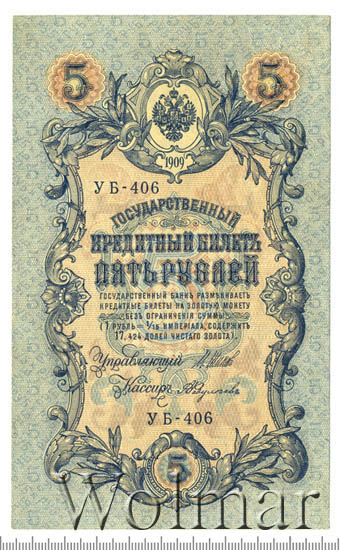 5 5
1909
УБ-406
ГОСУДАРСТВЕННЫЙ
КРЕДИТНЫЙ БИЛЕТЪ
ПЯТЬ РУБЛЕЙ
ГОСУДАРСТВЕННЫЙ БАНКЪ РАЗМѢНИВАЕТЪ
КРЕДИТНЫЕ БИЛЕТЫ НА ЗОЛОТУЮ МОНЕТУ
БЕЗЪ ОГРАНИЧЕНІЯ СУММЫ
(1 РУБЛЬ = 1/15 ИМПЕРІАЛА, СОДЕРЖИТЪ
17,424 ДОЛЕЙ ЧИСТАГО ЗОЛОТА)
Управляющій
Кассиръ
УБ-406
5
Wolmar